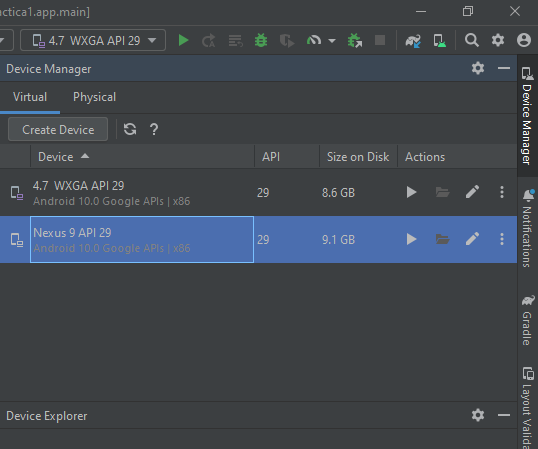 actica1.app.main]
4.7 WXGA API 29
Device Manager
Virtual Physical
Create Device ?
Device API Size on Disk Actions
4.7 WXGA API 29 29 8.6 GB
Android 10.0 Google APIs | x86
Nexus 9 API 29 29 9.1 GB
Android 10.0 Google APIs | x86
Device Explorer
Device Manager
Notifications
Gradle
Layout Valida